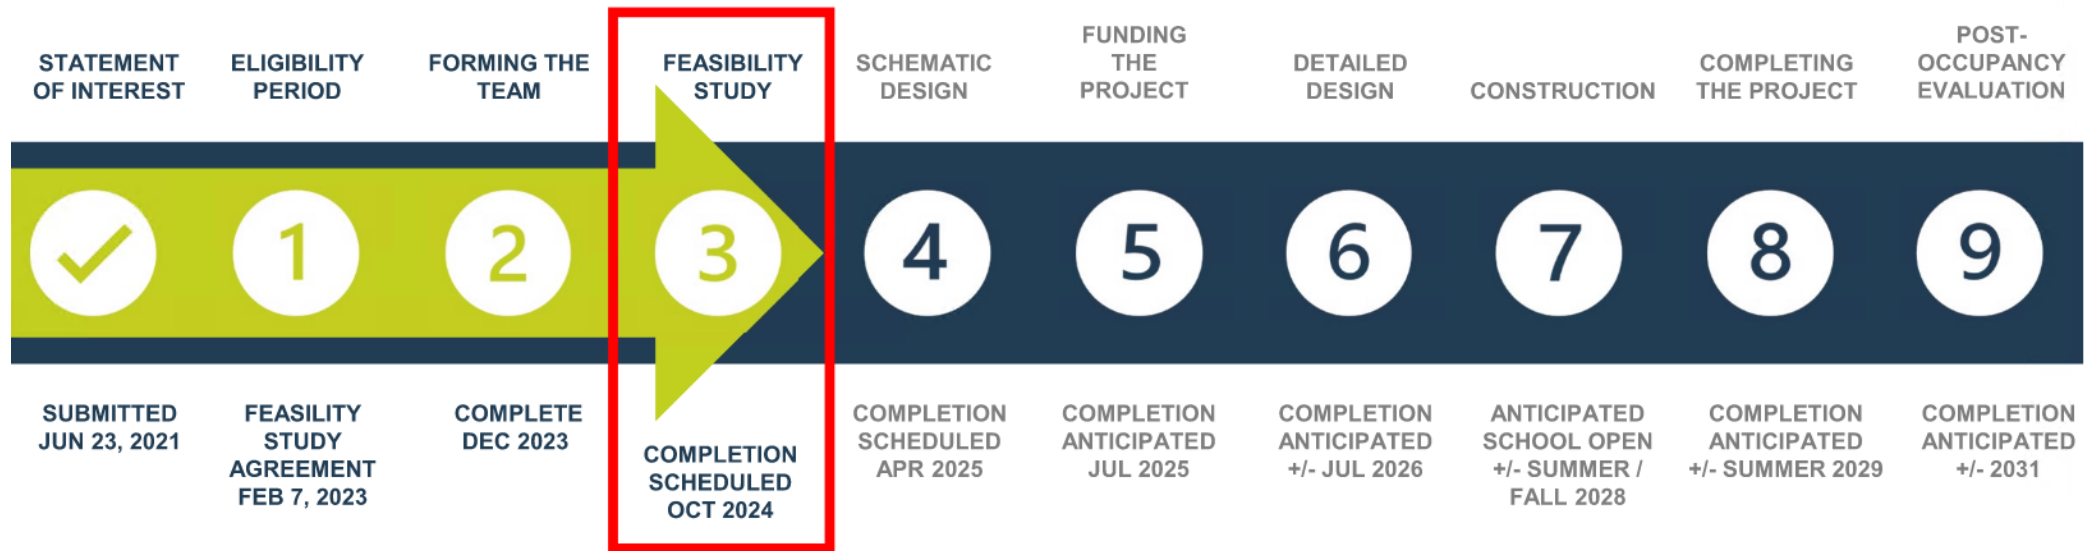 STATEMENT
OF INTEREST
ELIGIBILITY
PERIOD
FORMING THE
TEAM
FEASIBILITY
STUDY
SCHEMATIC
DESIGN
FUNDING
THE
PROJECT
DETAILED
DESIGN
CONSTRUCTION
COMPLETING
THE PROJECT
POST-
OCCUPANCY
EVALUATION
1
2
3
4
5
6
7
8
9
SUBMITTED
JUN 23, 2021
FEASILITY
STUDY
AGREEMENT
FEB 7, 2023
COMPLETE
DEC 2023
COMPLETION
SCHEDULED
OCT 2024
COMPLETION
SCHEDULED
APR 2025
COMPLETION
ANTICIPATED
JUL 2025
COMPLETION
ANTICIPATED
+/- JUL 2026
ANTICIPATED
SCHOOL OPEN
+/- SUMMER /
FALL 2028
COMPLETION
ANTICIPATED
+/- SUMMER 2029
COMPLETION
ANTICIPATED
+/- 2031